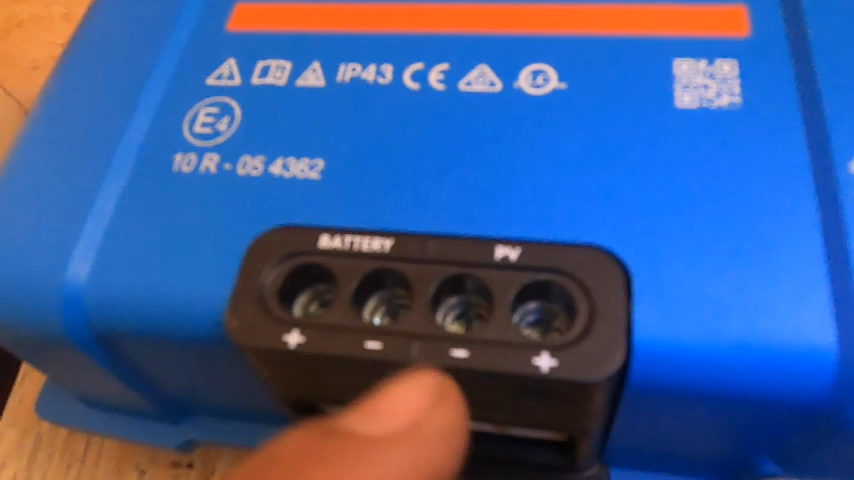 IP43 CE
E4
10 R - 05 4362
BATTERY PV
+ - - +